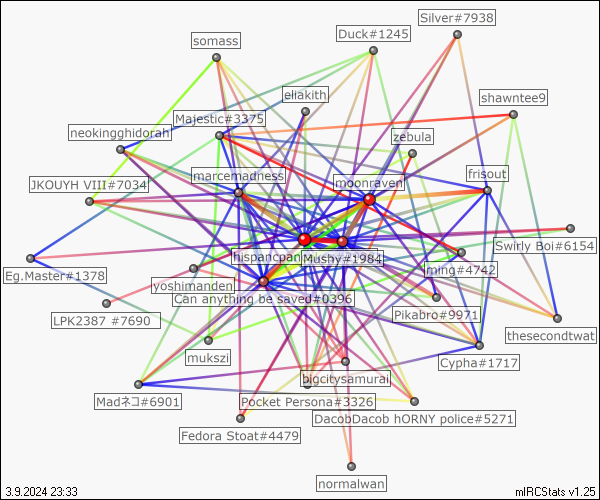 Silver#7938
Duck#1245
somass
eliakith
shawntee9
Majestic#3375
neokingghidorah
zebula
marcemadness
moonraven
frisout
JKOUYH VIII#7034
Swirly Boi#6154
hispancpan
Mushy#1984
Eg.Master#1378
ming#4742
yoshimanden
Can anything be saved#0396
LPK2387 #7690
Pikabro#9971
thesecondtwat
mukszi
Cypha#1717
bigcitysamurai
Madネコ#6901
Pocket Persona#3326
DacobDacob hORNY police#5271
Fedora Stoat#4479
normalwan
3.9.2024 23:33
mIRCStats v1.25